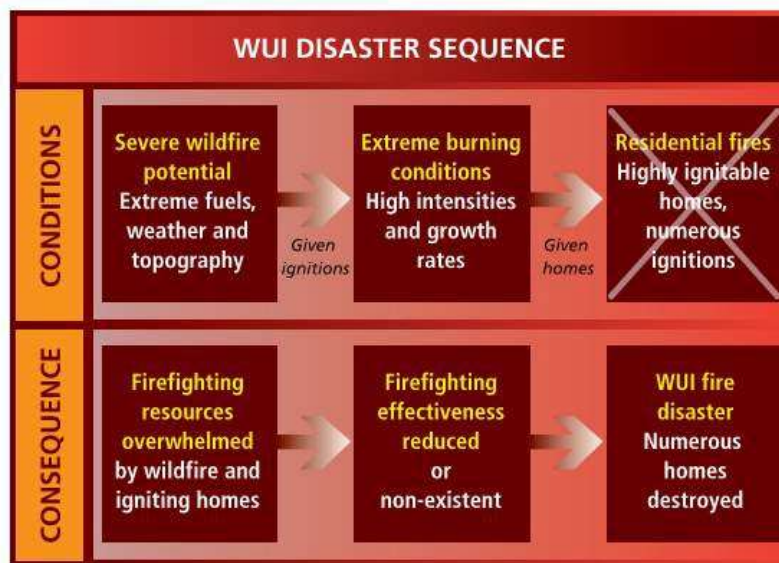 WUI DISASTER SEQUENCE
CONDITIONS
Severe wildfire
potential
Extreme fuels,
weather and
topography
Given
ignitions
Extreme burning
conditions
High intensities
and growth
rates
Given
homes
Residential fires
Highly ignitable
homes,
numerous
ignitions
CONSEQUENCE
Firefighting
resources
overwhelmed
by wildfire and
igniting homes
Firefighting
effectiveness
reduced
or
non-existent
WUI fire
disaster
Numerous
homes
destroyed